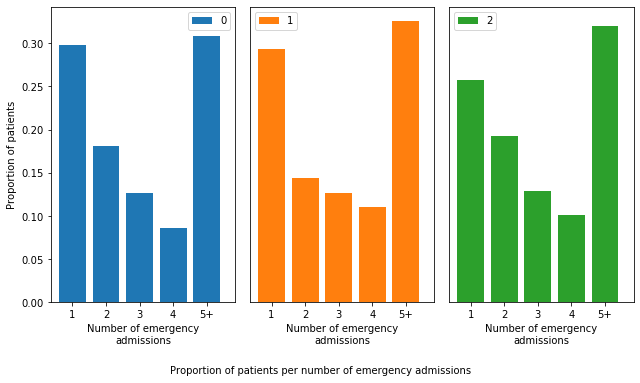 0
1
2
0.30
0.25
0.20
0.15
0.10
0.05
0.00
Proportion of patients
1 2 3 4 5+
Number of emergency
admissions
1 2 3 4 5+
Number of emergency
admissions
1 2 3 4 5+
Number of emergency
admissions
Proportion of patients per number of emergency admissions